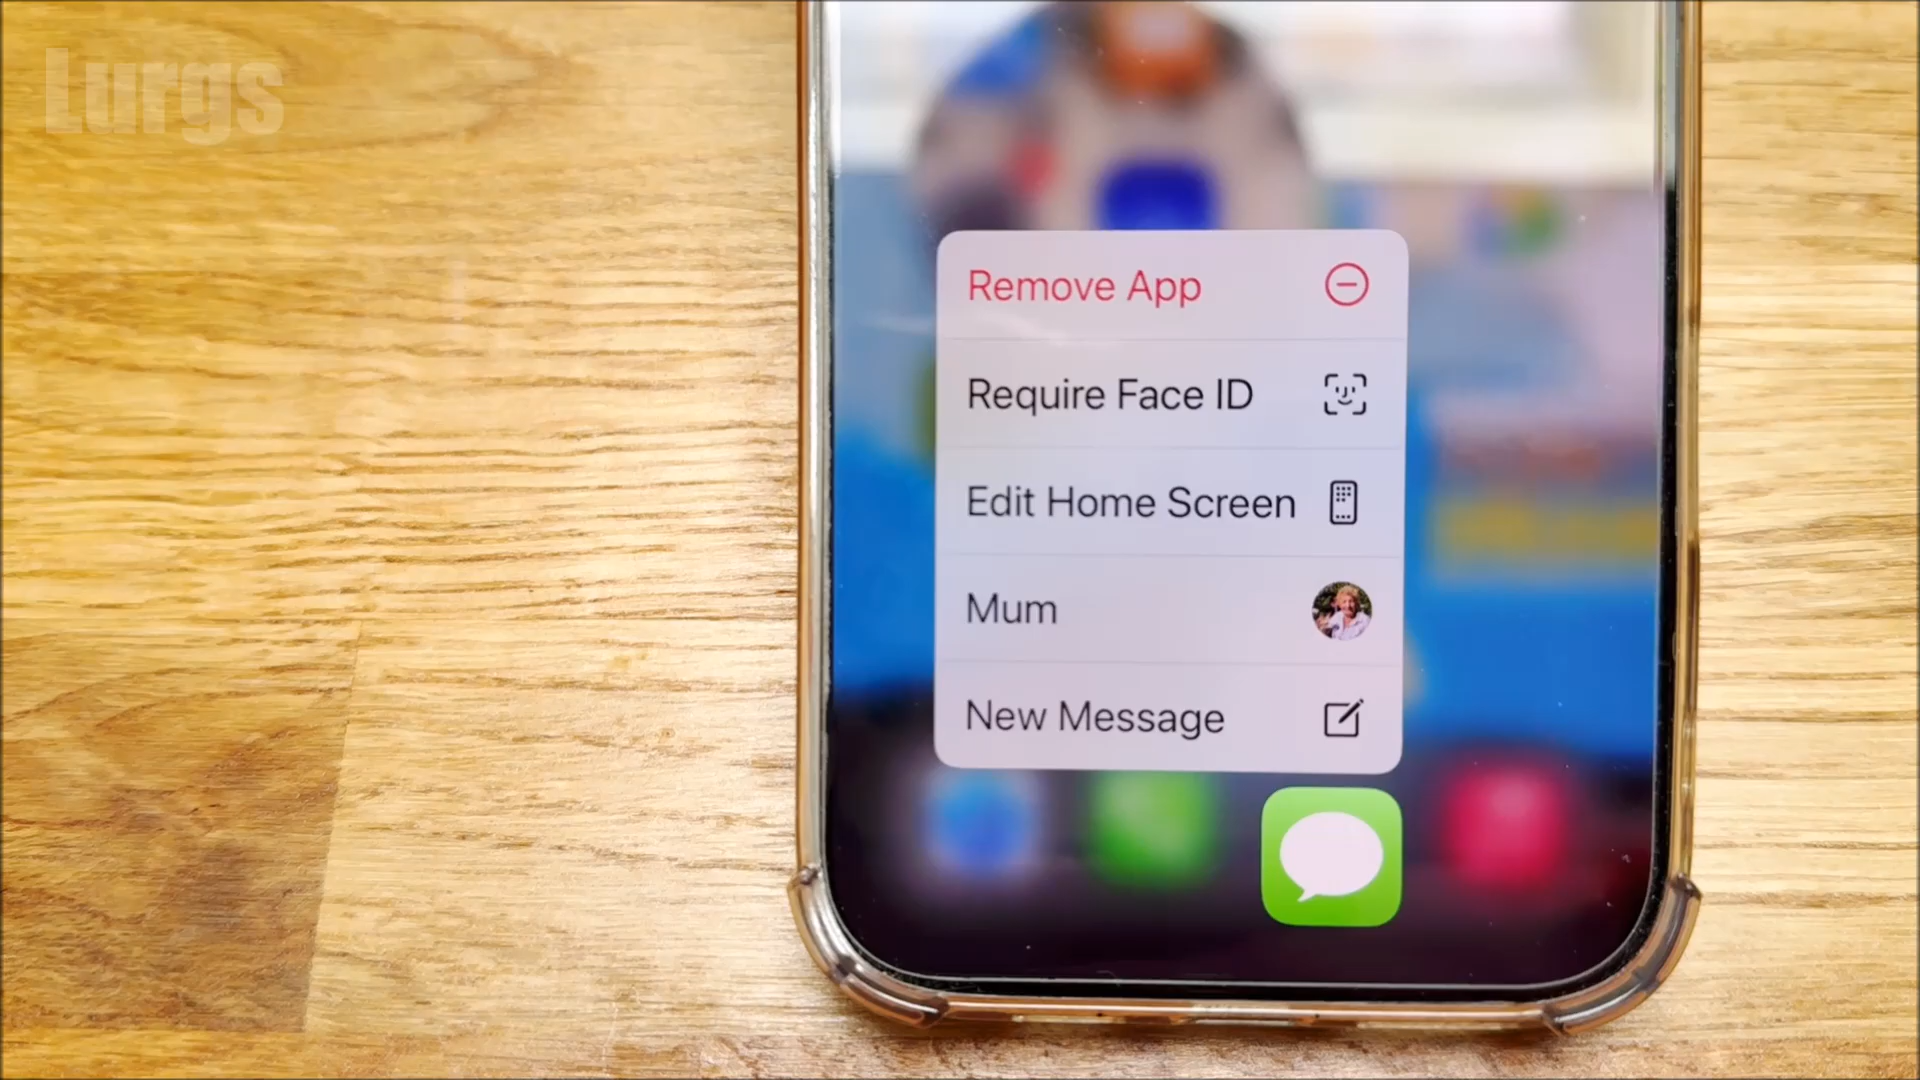 Lurgs
Remove App
Require Face ID
Edit Home Screen
Mum
New Message